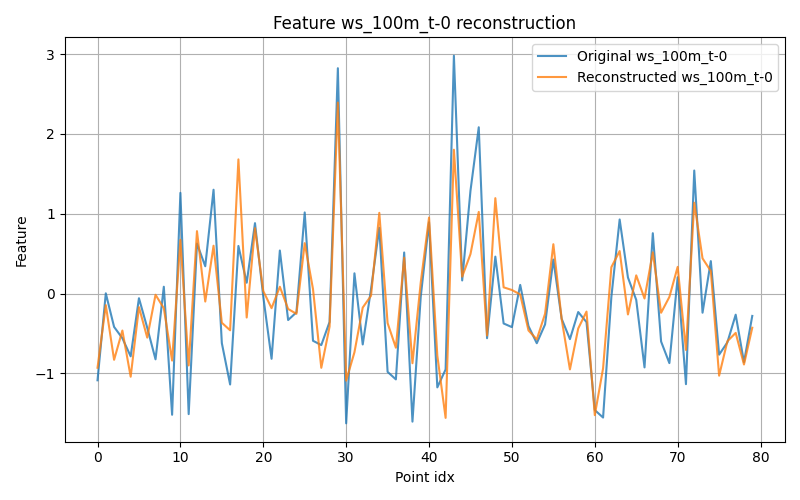 Feature ws_100m_t-0 reconstruction
Original ws_100m_t-0
Reconstructed ws_100m_t-0
3
2
1
0
−1
Feature
0 10 20 30 40 50 60 70 80
Point idx